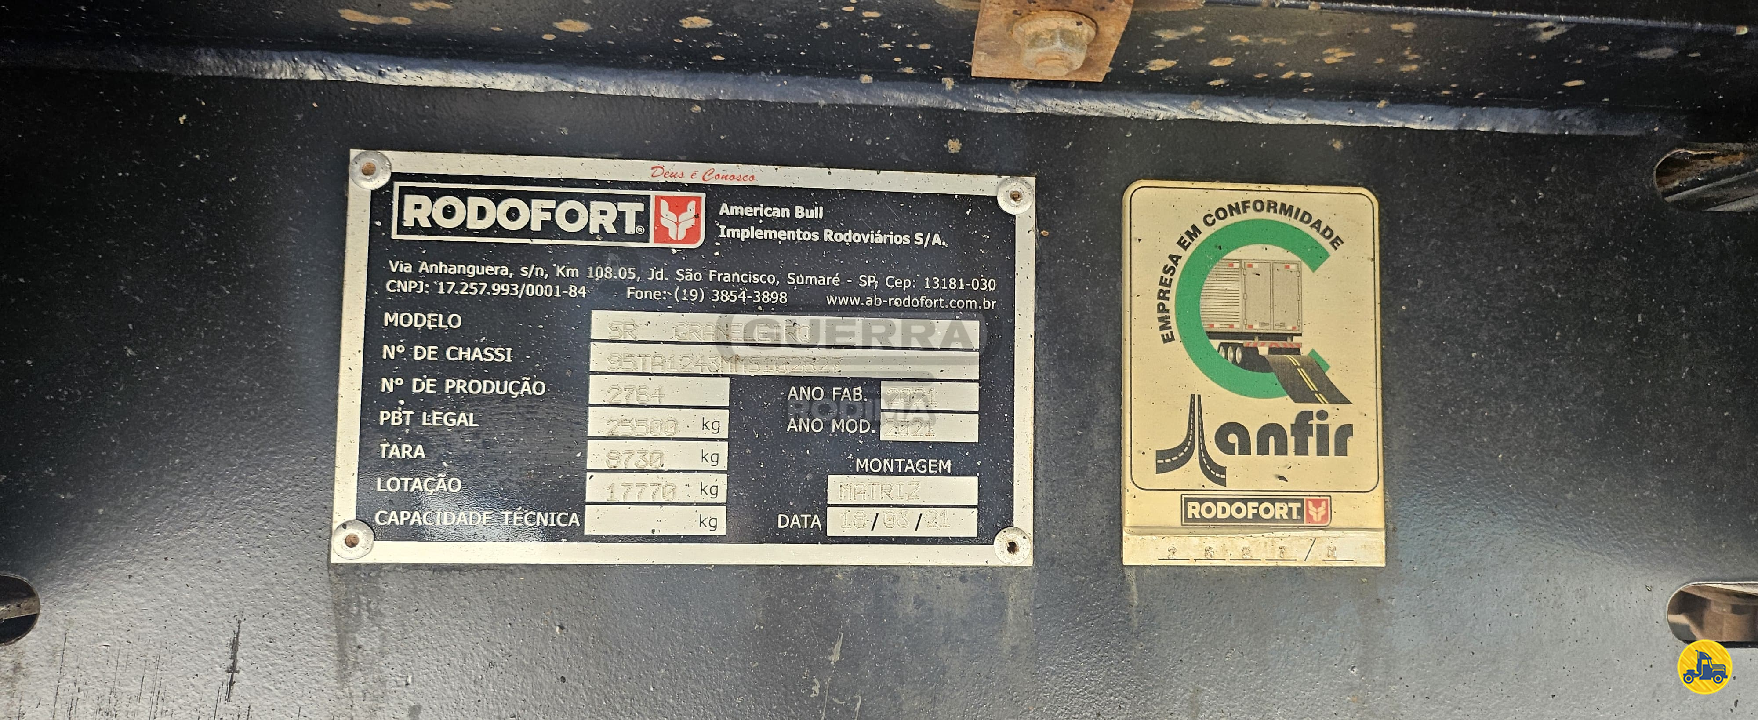 Deus é Conosco
RODOFORT
American Bull
Implementos Rodoviários S/A.
Via Anhanguera, s/n, Km 108.05, Jd. São Francisco, Sumaré - SP, Cep: 13181-030
CNPJ: 17.257.993/0001-84 Fone: (19) 3854-3898 www.ab-rodofort.com.br
MODELO SR
GUERRA
Nº DE CHASSI
Nº DE PRODUÇÃO 2764 ANO FAB.
RODIMA
PBT LEGAL 25500 kg ANO MOD.
TARA 8730 kg
MONTAGEM
LOTAÇÃO 17770 kg MATRIZ
CAPACIDADE TÉCNICA kg DATA
EMPRESA EM CONFORMIDADE
anfir
RODOFORT